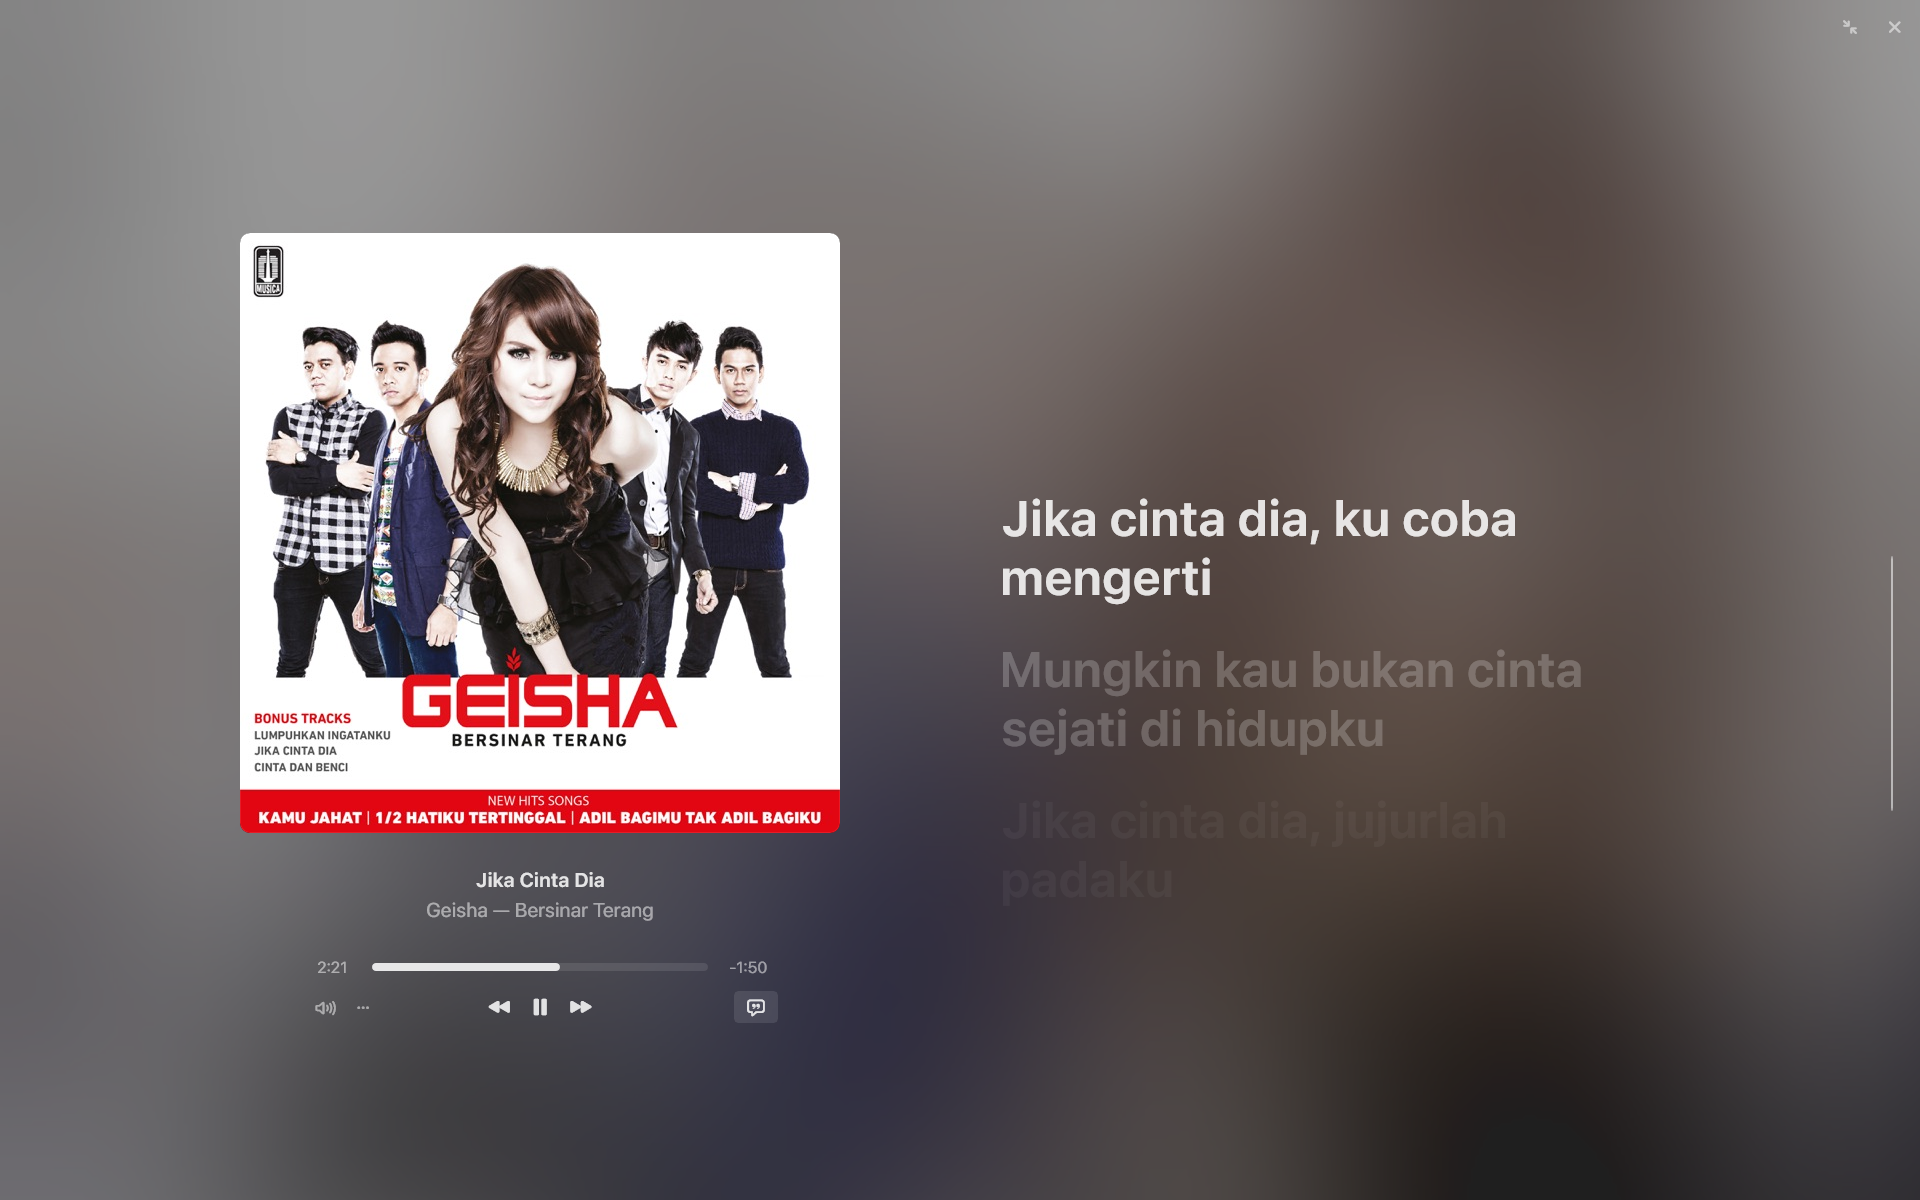 MUSICA
GEISHA
BERSINAR TERANG
BONUS TRACKS
LUMPUHKAN INGATANKU
JIKA CINTA DIA
CINTA DAN BENCI
NEW HITS SONGS
KAMU JAHAT | 1/2 HATIKU TERTINGGAL | ADIL BAGIMU TAK ADIL BAGIKU
Jika Cinta Dia
Geisha — Bersinar Terang
2:21
-1:50
Jika cinta dia, ku coba
mengerti
Mungkin kau bukan cinta
sejati di hidupku
Jika cinta dia, jujurlah
padaku